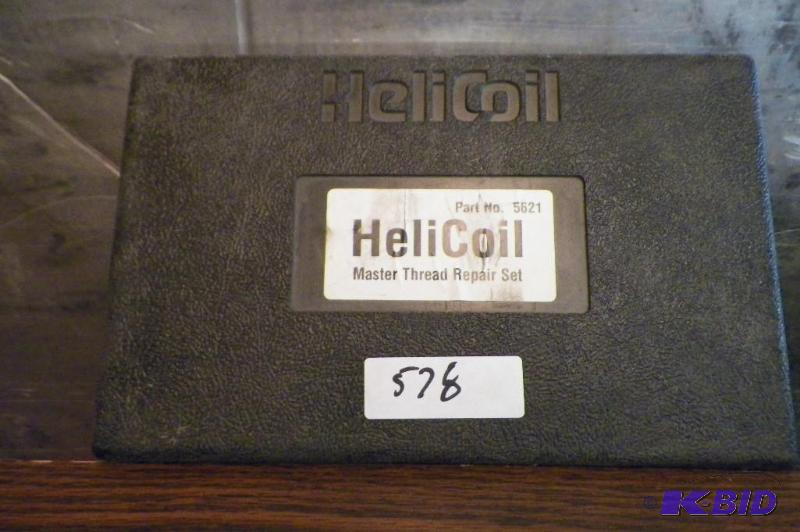 HeliCoil
Part No. 5621
HeliCoil
Master Thread Repair Set
578
K-BID